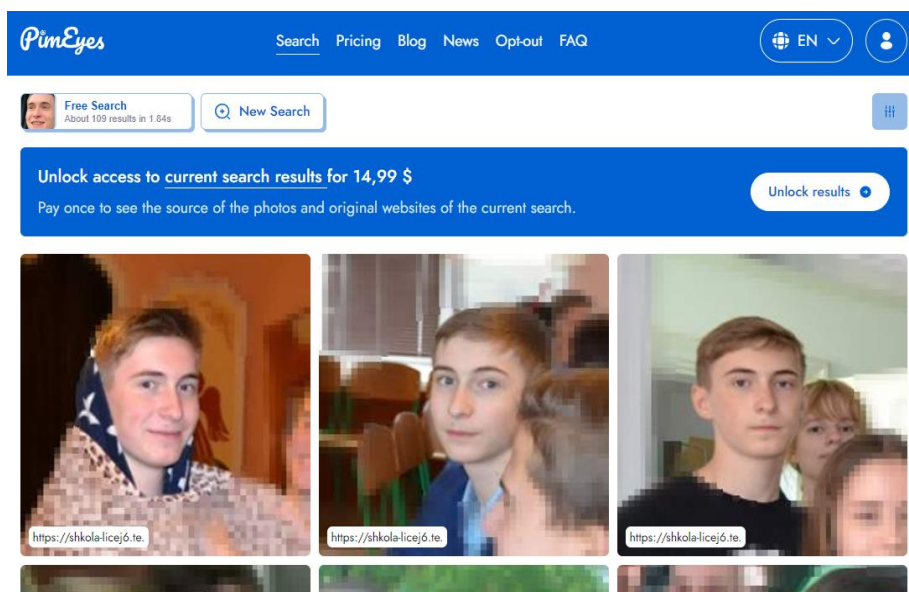 PimEyes
Search Pricing Blog News Opt-out FAQ
EN
Free Search
About 109 results in 1.84s
New Search
Unlock access to current search results for 14,99 $
Pay once to see the source of the photos and original websites of the current search.
Unlock results
https://shkola-licej6.te.
https://shkola-licej6.te.
https://shkola-licej6.te.